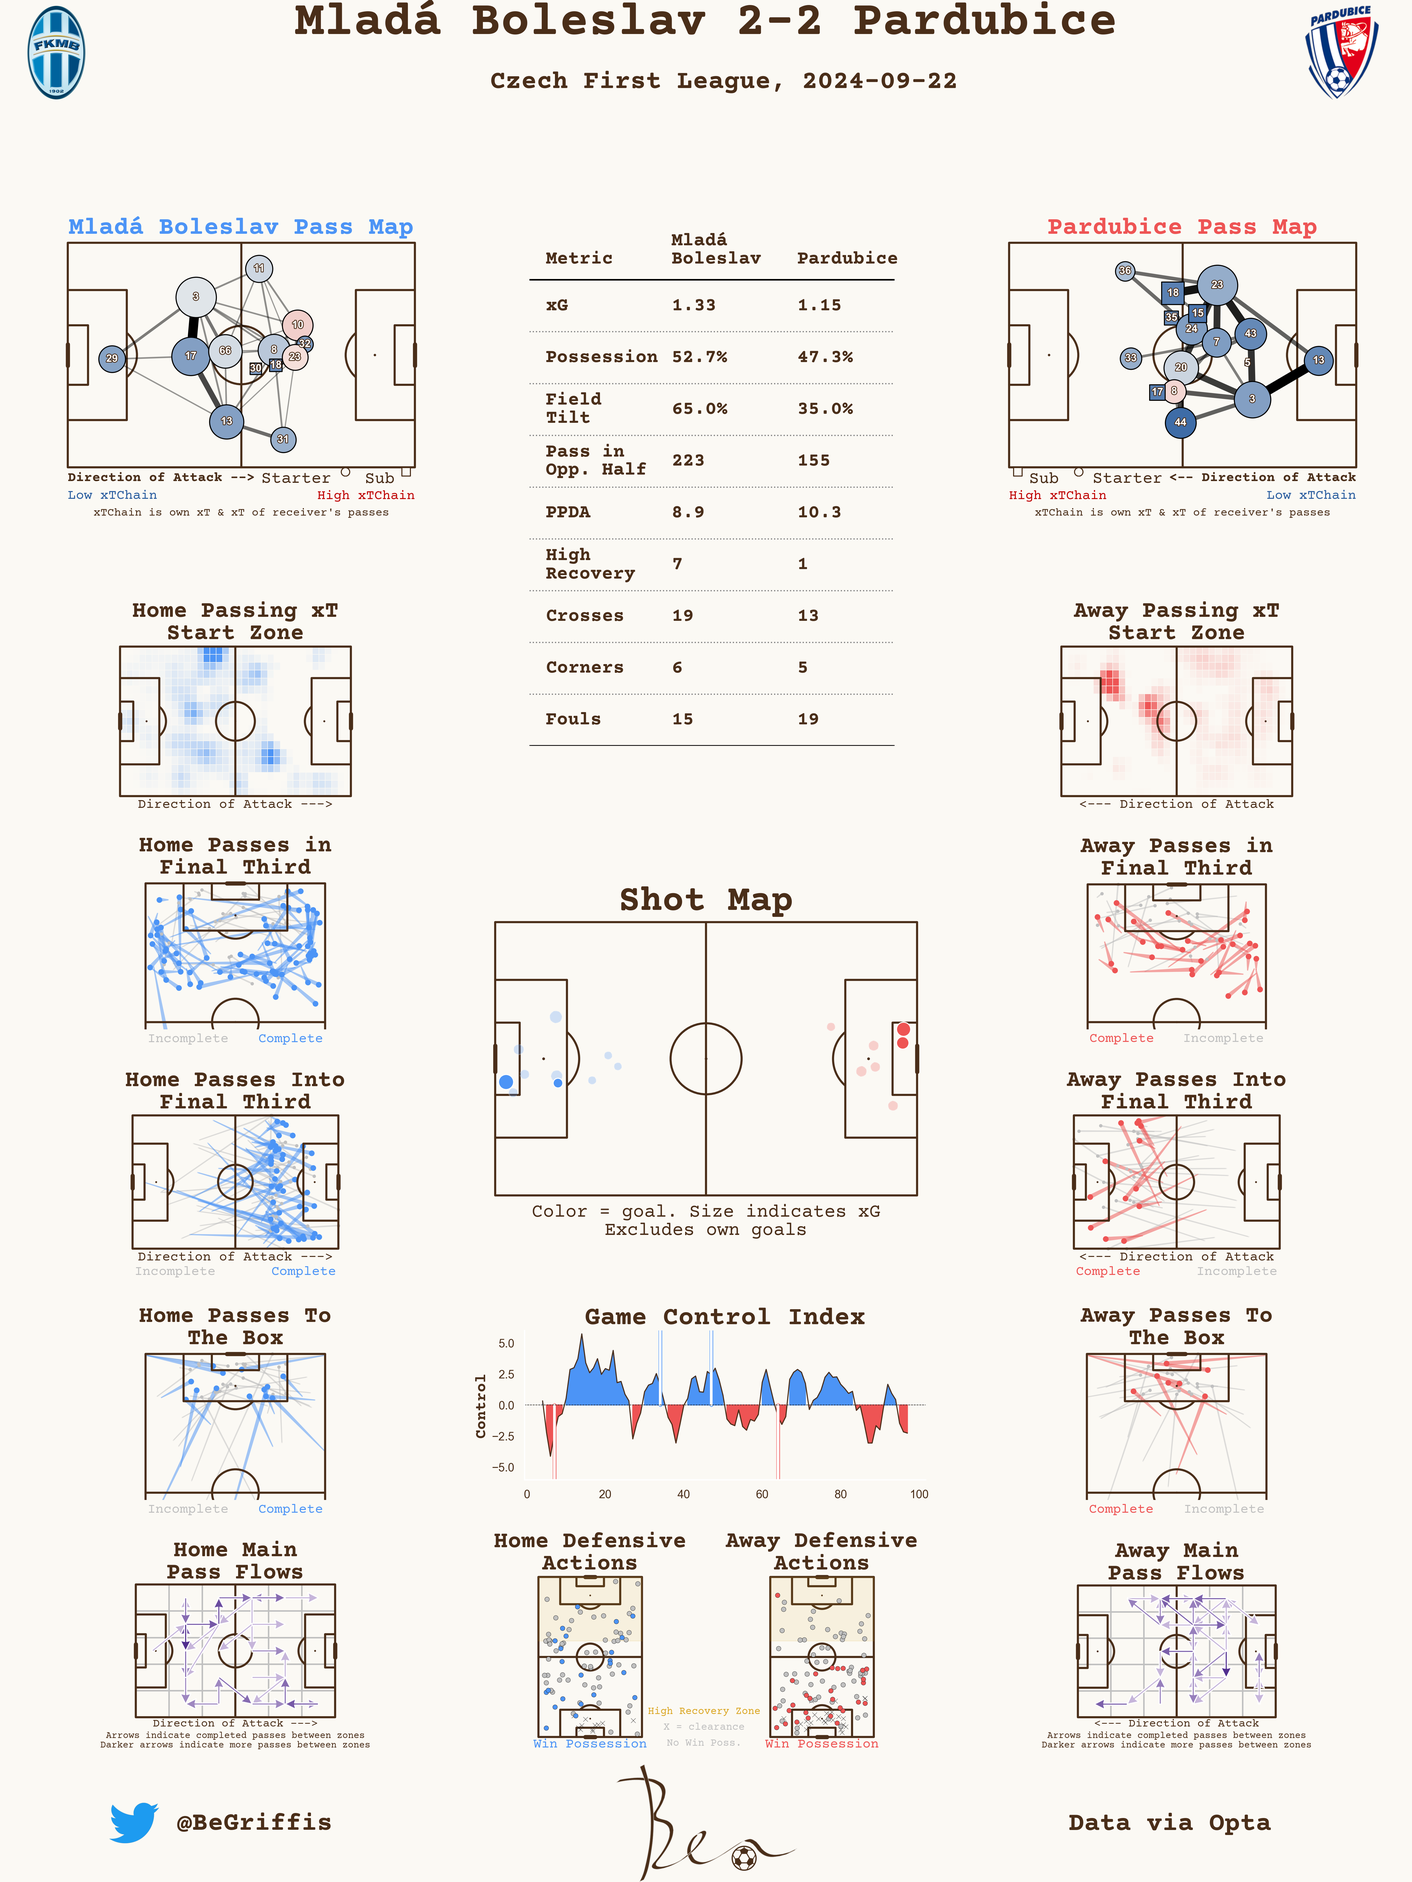 Mladá Boleslav 2-2 Pardubice
Czech First League, 2024-09-22
FKMB
1902
PARDUBICE
Mladá Boleslav Pass Map
11
3
10
32
29
17
66
8
23
30
18
13
31
Direction of Attack --> Starter Sub
Low xTChain High xTChain
xTChain is own xT & xT of receiver's passes
Metric Mladá Boleslav Pardubice
xG 1.33 1.15
Possession 52.7% 47.3%
Field Tilt 65.0% 35.0%
Pass in Opp. Half 223 155
PPDA 8.9 10.3
High Recovery 7 1
Crosses 19 13
Corners 6 5
Fouls 15 19
Pardubice Pass Map
36
23
18
15
35
24
43
7
33
5
13
20
17
8
3
44
Sub Starter <-- Direction of Attack
High xTChain Low xTChain
xTChain is own xT & xT of receiver's passes
Home Passing xT
Start Zone
Direction of Attack --->
Away Passing xT
Start Zone
<--- Direction of Attack
Home Passes in
Final Third
Incomplete Complete
Away Passes in
Final Third
Complete Incomplete
Shot Map
Color = goal. Size indicates xG
Excludes own goals
Home Passes Into
Final Third
Direction of Attack --->
Incomplete Complete
Away Passes Into
Final Third
<--- Direction of Attack
Complete Incomplete
Home Passes To
The Box
Incomplete Complete
Game Control Index
Control
5.0
2.5
0.0
−2.5
−5.0
0 20 40 60 80 100
Away Passes To
The Box
Complete Incomplete
Home Main
Pass Flows
Direction of Attack --->
Arrows indicate completed passes between zones
Darker arrows indicate more passes between zones
Home Defensive
Actions
Win Possession
High Recovery Zone
X = clearance
No Win Poss.
Away Defensive
Actions
Win Possession
Away Main
Pass Flows
<--- Direction of Attack
Arrows indicate completed passes between zones
Darker arrows indicate more passes between zones
@BeGriffis
Ben
Data via Opta